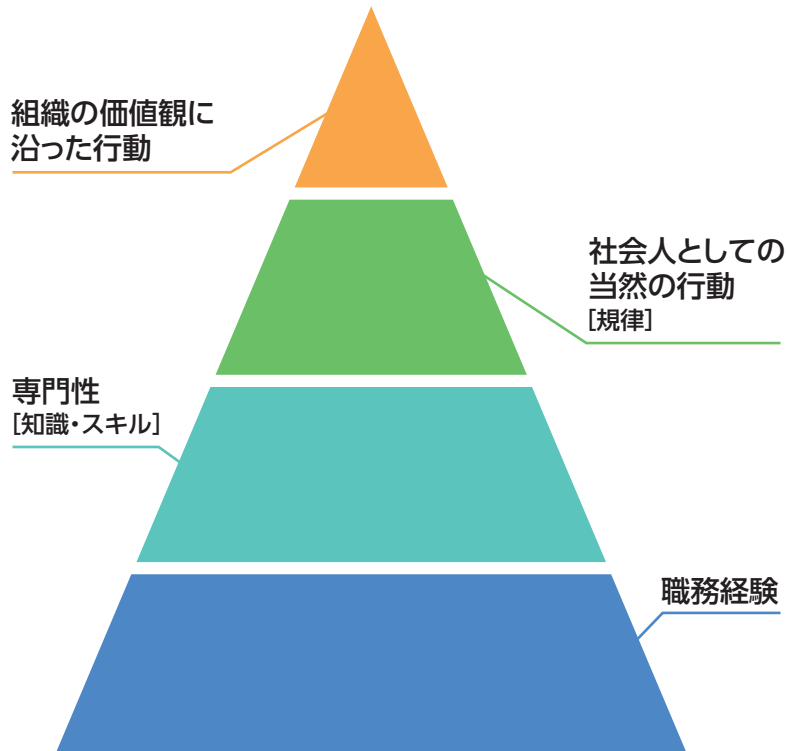 組織の価値観に
沿った行動
社会人としての
当然の行動
[規律]
専門性
[知識・スキル]
職務経験